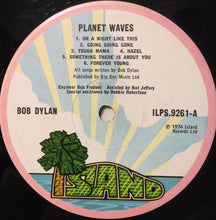 PLANET WAVES
1. ON A NIGHT LIKE THIS
2. GOING GOING GONE
3. TOUGH MAMA 4. HAZEL
5. SOMETHING THERE IS ABOUT YOU
6. FOREVER YOUNG
All songs written by Bob Dylan
Published by Big Ben Music Ltd
Engineer Rob Fraboni Assisted by Nat Jeffery
Special assistance by Robbie Robertson
BOB DYLAN
ILPS.9261-A
ISLAND
℗ 1974 Island
Records Ltd